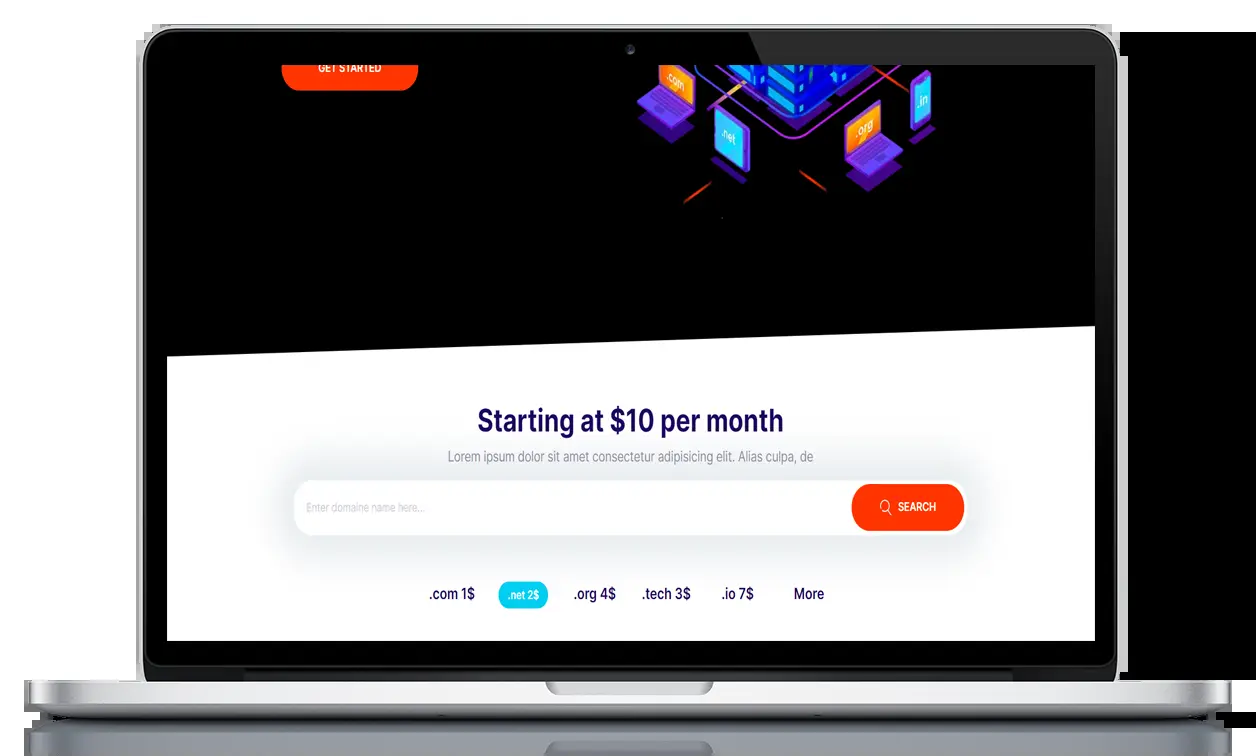 GET STARTED
.com
.in
.net
.org
Starting at $10 per month
Lorem ipsum dolor sit amet consectetur adipisicing elit. Alias culpa, de
Enter domaine name here...
SEARCH
.com 1$ .net 2$ .org 4$ .tech 3$ .io 7$ More